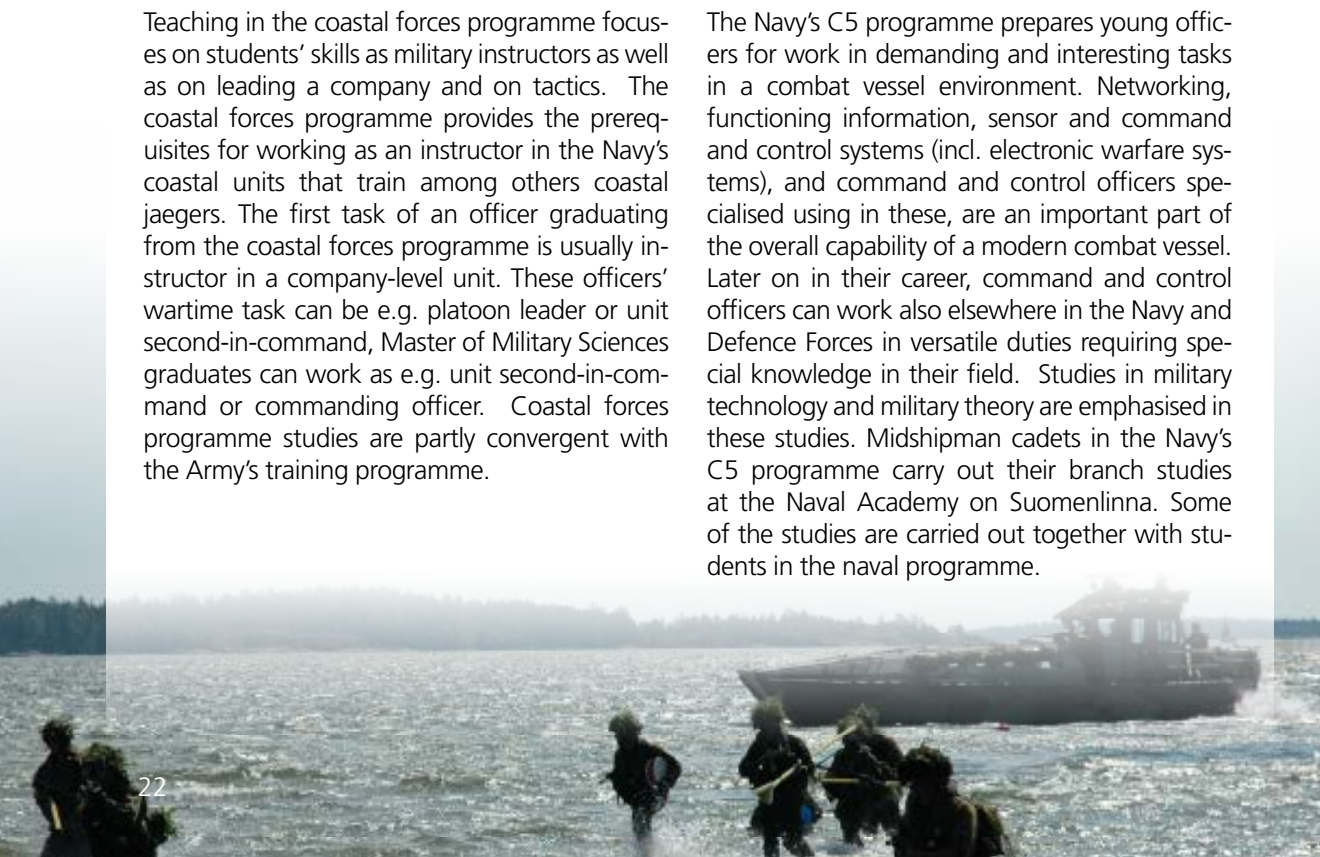 Teaching in the coastal forces programme focus-
es on students’ skills as military instructors as well
as on leading a company and on tactics.  The
coastal forces programme provides the prereq-
uisites for working as an instructor in the Navy’s
coastal units that train among others coastal
jaegers. The first task of an officer graduating
from the coastal forces programme is usually in-
structor in a company-level unit. These officers’
wartime task can be e.g. platoon leader or unit
second-in-command, Master of Military Sciences
graduates can work as e.g. unit second-in-com-
mand or commanding officer.  Coastal forces
programme studies are partly convergent with
the Army’s training programme.
The Navy’s C5 programme prepares young offic-
ers for work in demanding and interesting tasks
in a combat vessel environment. Networking,
functioning information, sensor and command
and control systems (incl. electronic warfare sys-
tems), and command and control officers spe-
cialised using in these, are an important part of
the overall capability of a modern combat vessel.
Later on in their career, command and control
officers can work also elsewhere in the Navy and
Defence Forces in versatile duties requiring spe-
cial knowledge in their field.  Studies in military
technology and military theory are emphasised in
these studies. Midshipman cadets in the Navy’s
C5 programme carry out their branch studies
at the Naval Academy on Suomenlinna. Some
of the studies are carried out together with stu-
dents in the naval programme.
22